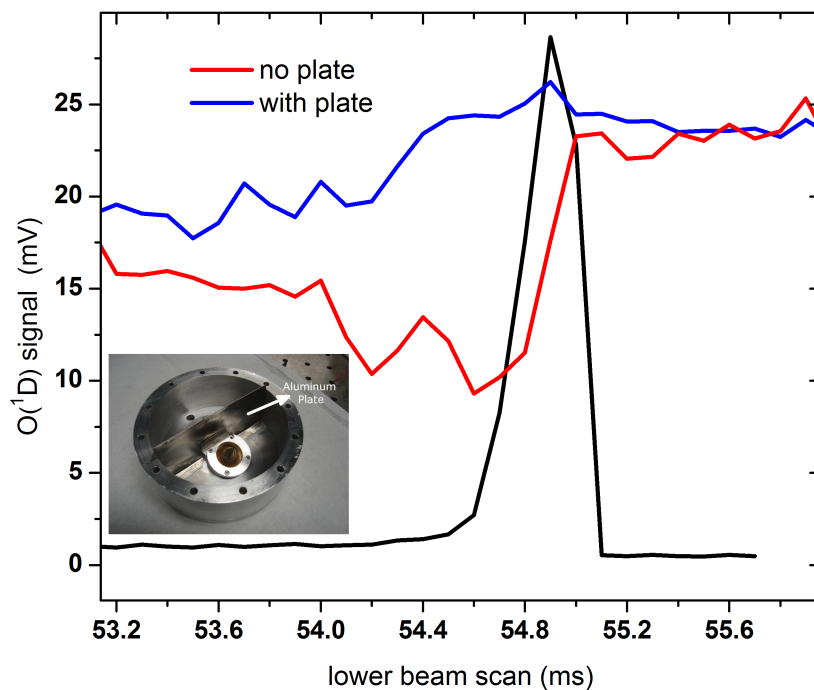 no plate
with plate
25
20
15
10
5
0
O(¹D) signal (mV)
Aluminum
Plate
53.2 53.6 54.0 54.4 54.8 55.2 55.6
lower beam scan (ms)